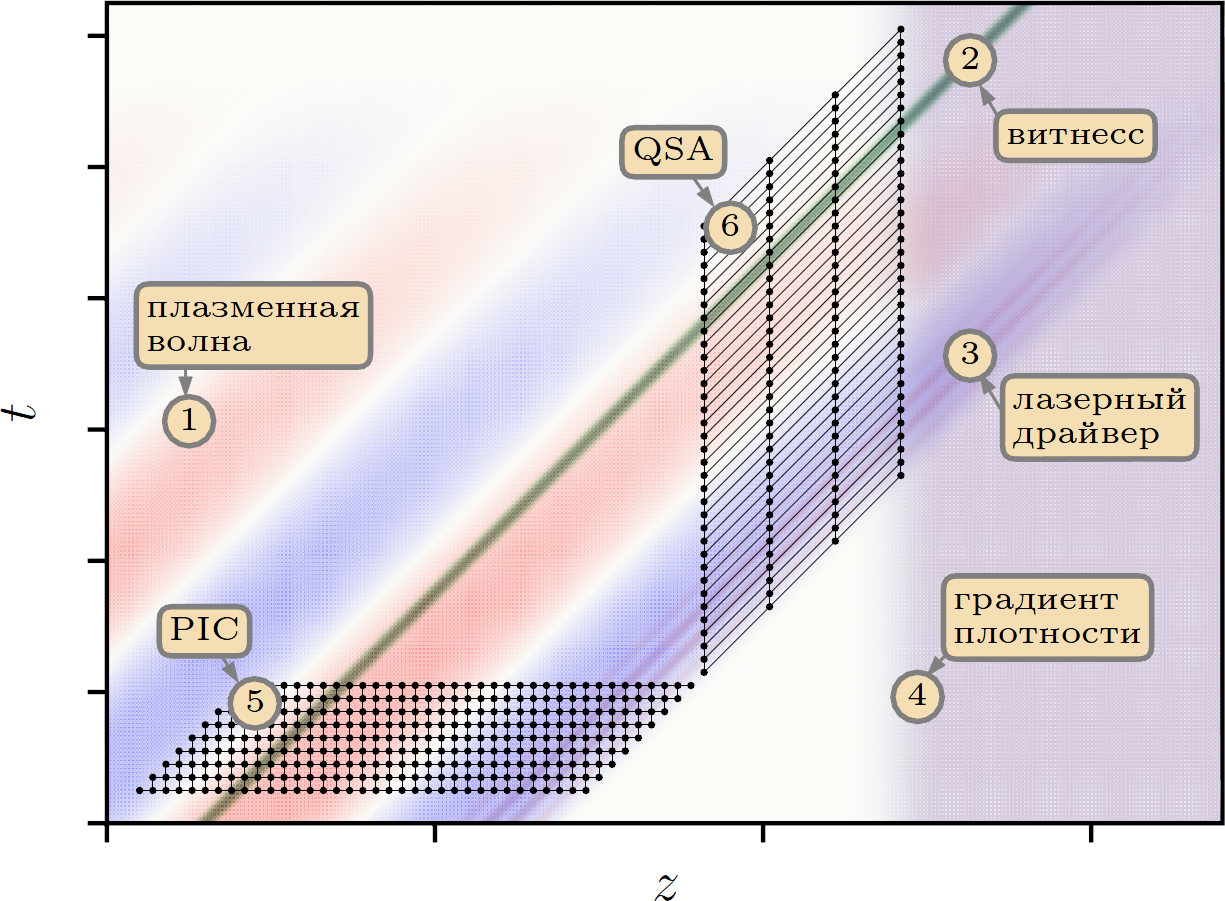 2
витнесс
QSA
6
плазменная
волна
1
3
лазерный
драйвер
t
градиент
плотности
PIC
4
5
z